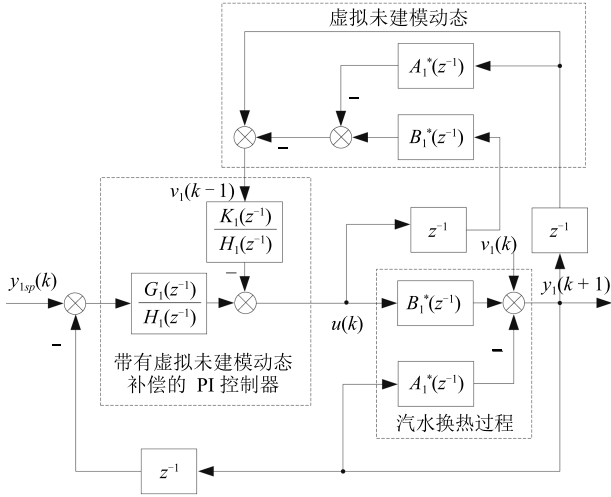 虚拟未建模动态
A₁*(z⁻¹)
−
B₁*(z⁻¹)
−
v₁(k−1)
K₁(z⁻¹)
H₁(z⁻¹)
z⁻¹
z⁻¹
v₁(k)
y₁sp(k)
−
G₁(z⁻¹)
H₁(z⁻¹)
u(k)
B₁*(z⁻¹)
y₁(k+1)
−
−
带有虚拟未建模动态
补偿的 PI 控制器
A₁*(z⁻¹)
汽水换热过程
z⁻¹